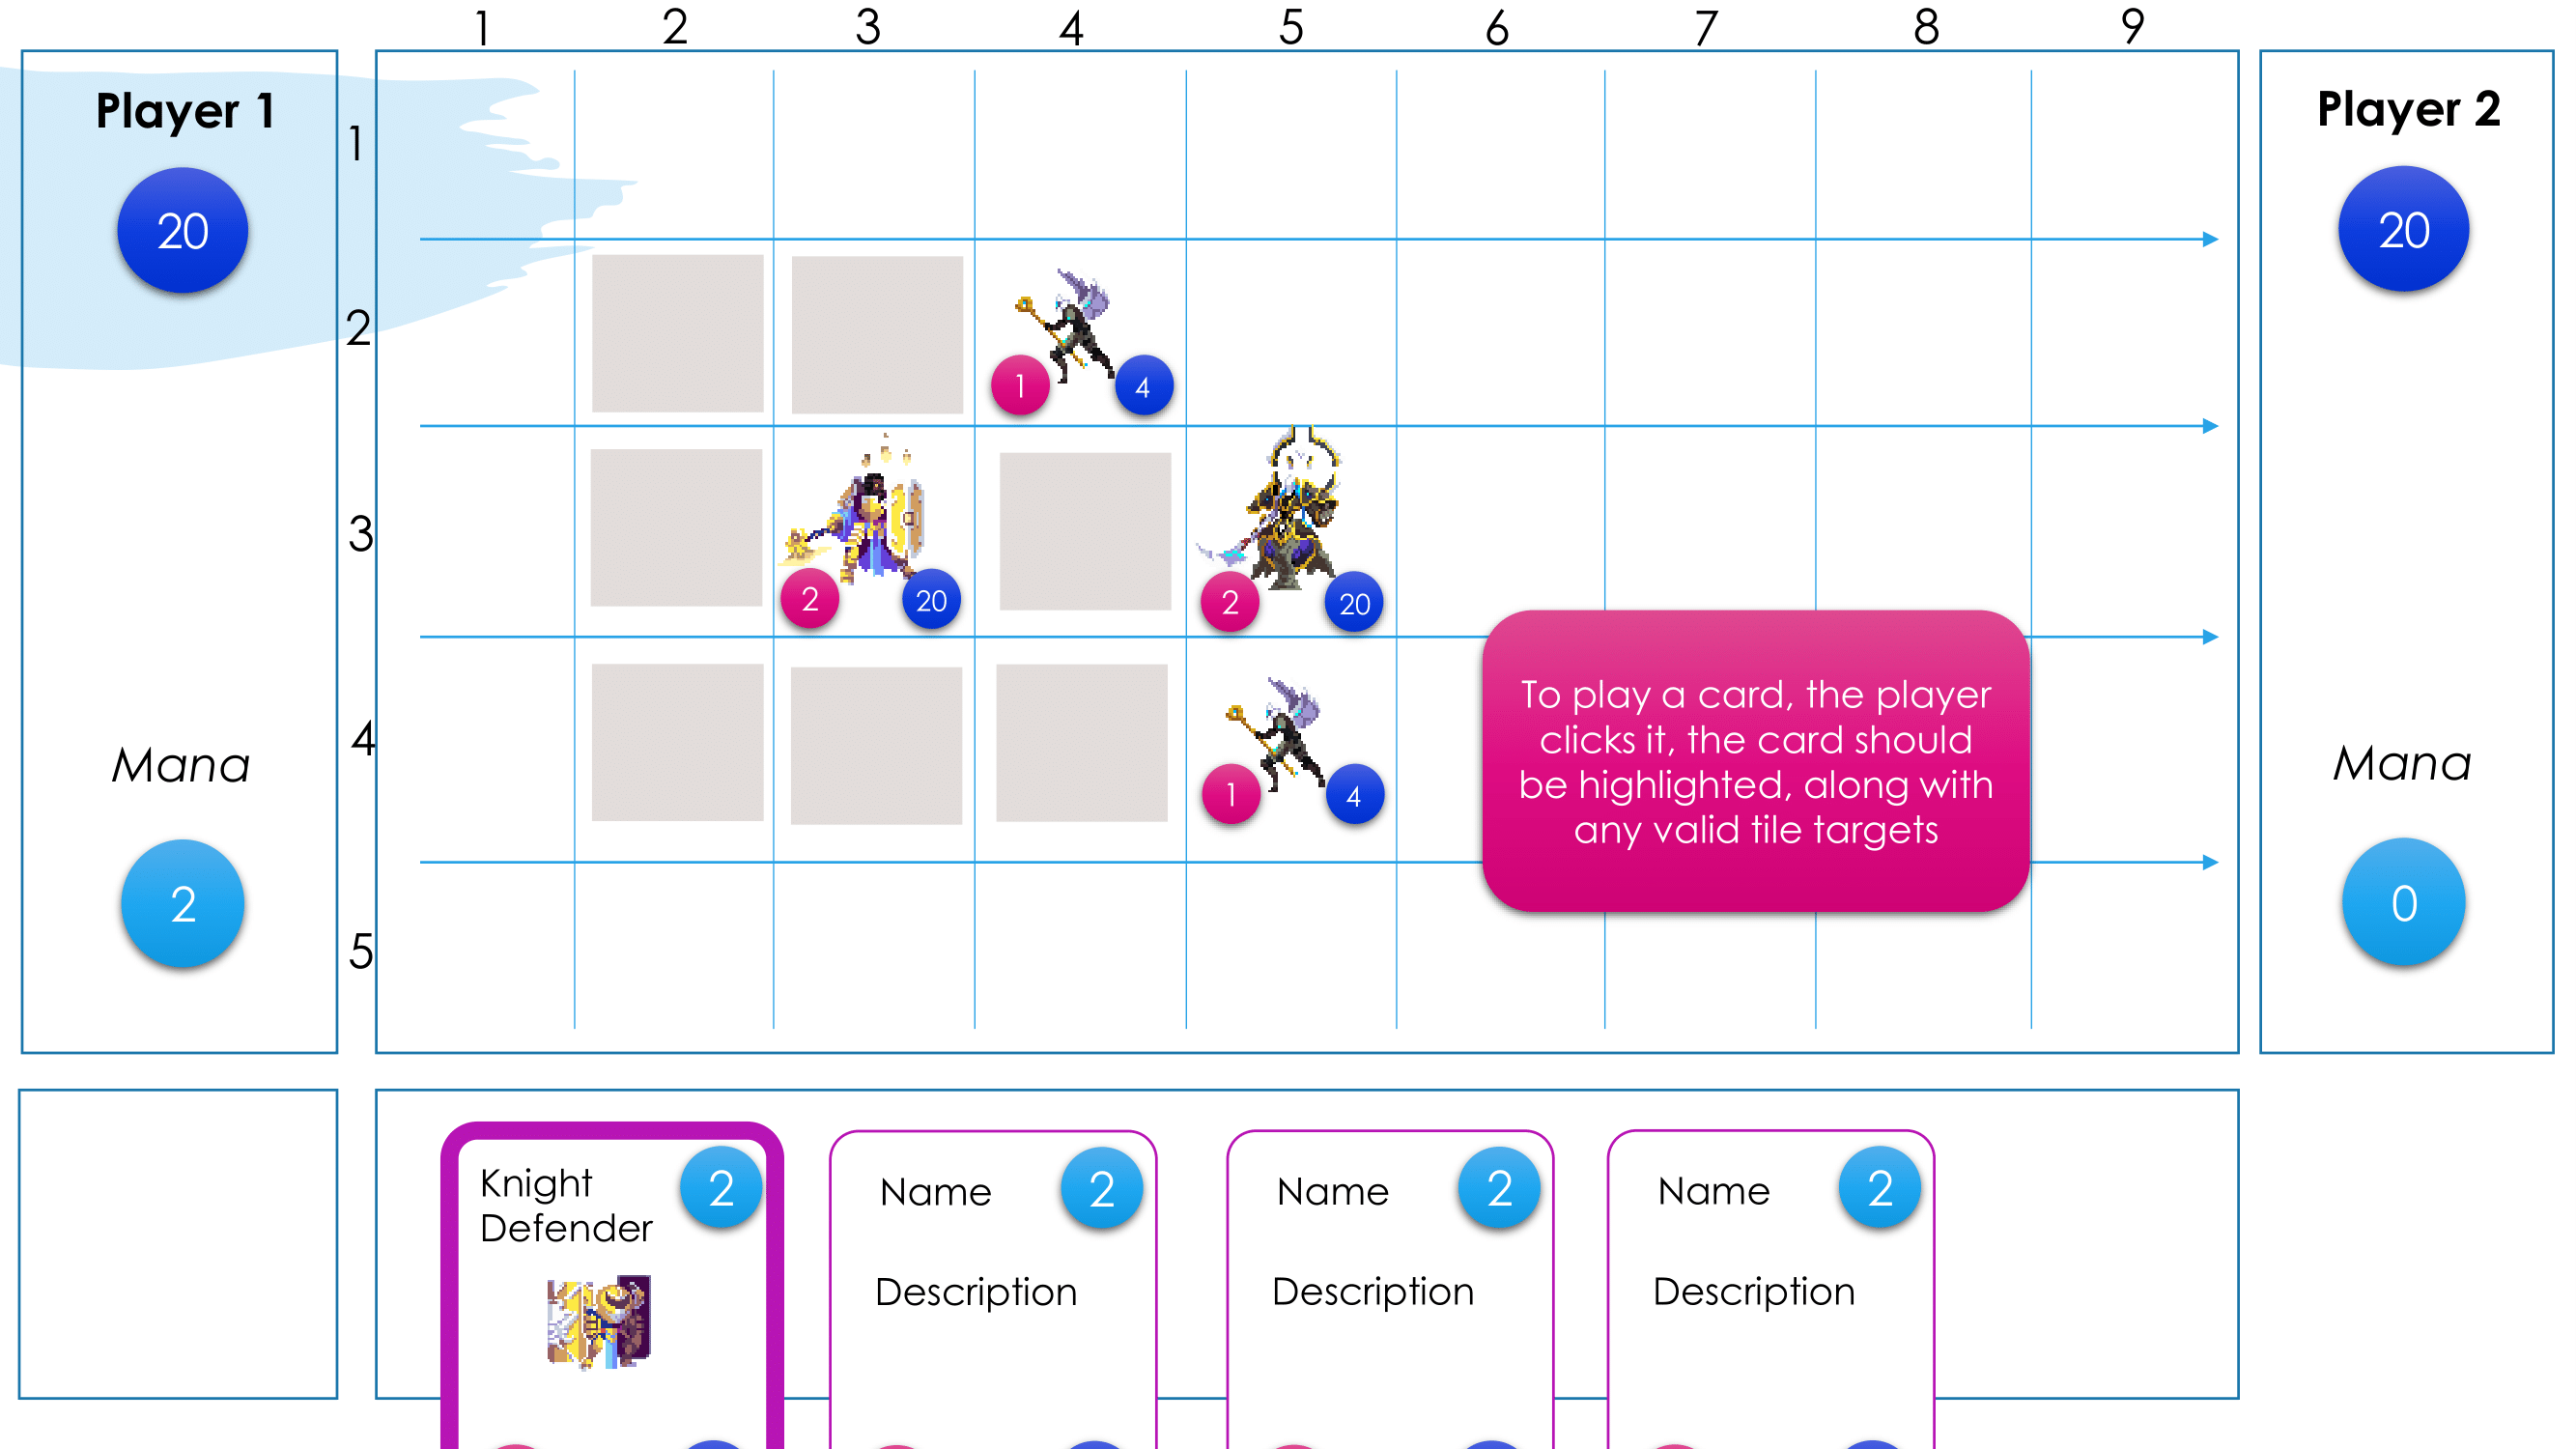 1 2 3 4 5 6 7 8 9
Player 1
20
Mana
2
1
2
3
4
5
1 4
2 20
2 20
1 4
To play a card, the player
clicks it, the card should
be highlighted, along with
any valid tile targets
Player 2
20
Mana
0
Knight
Defender
2
Name 2
Description
Name 2
Description
Name 2
Description